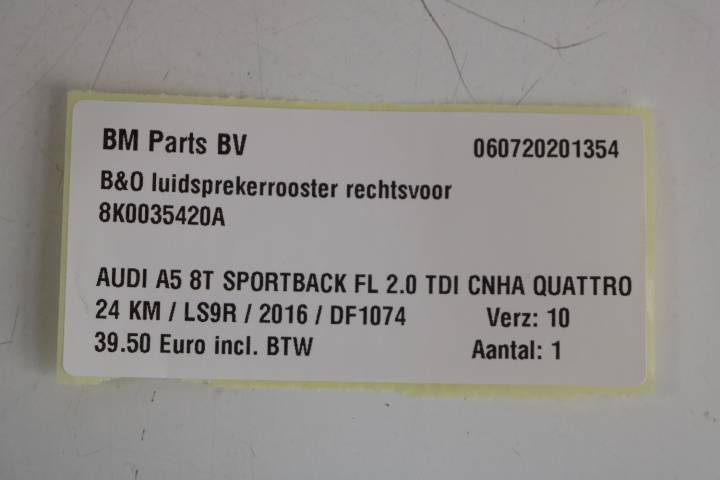 BM Parts BV 060720201354
B&O luidsprekerrooster rechtsvoor
8K0035420A
AUDI A5 8T SPORTBACK FL 2.0 TDI CNHA QUATTRO
24 KM / LS9R / 2016 / DF1074 Verz: 10
39.50 Euro incl. BTW Aantal: 1